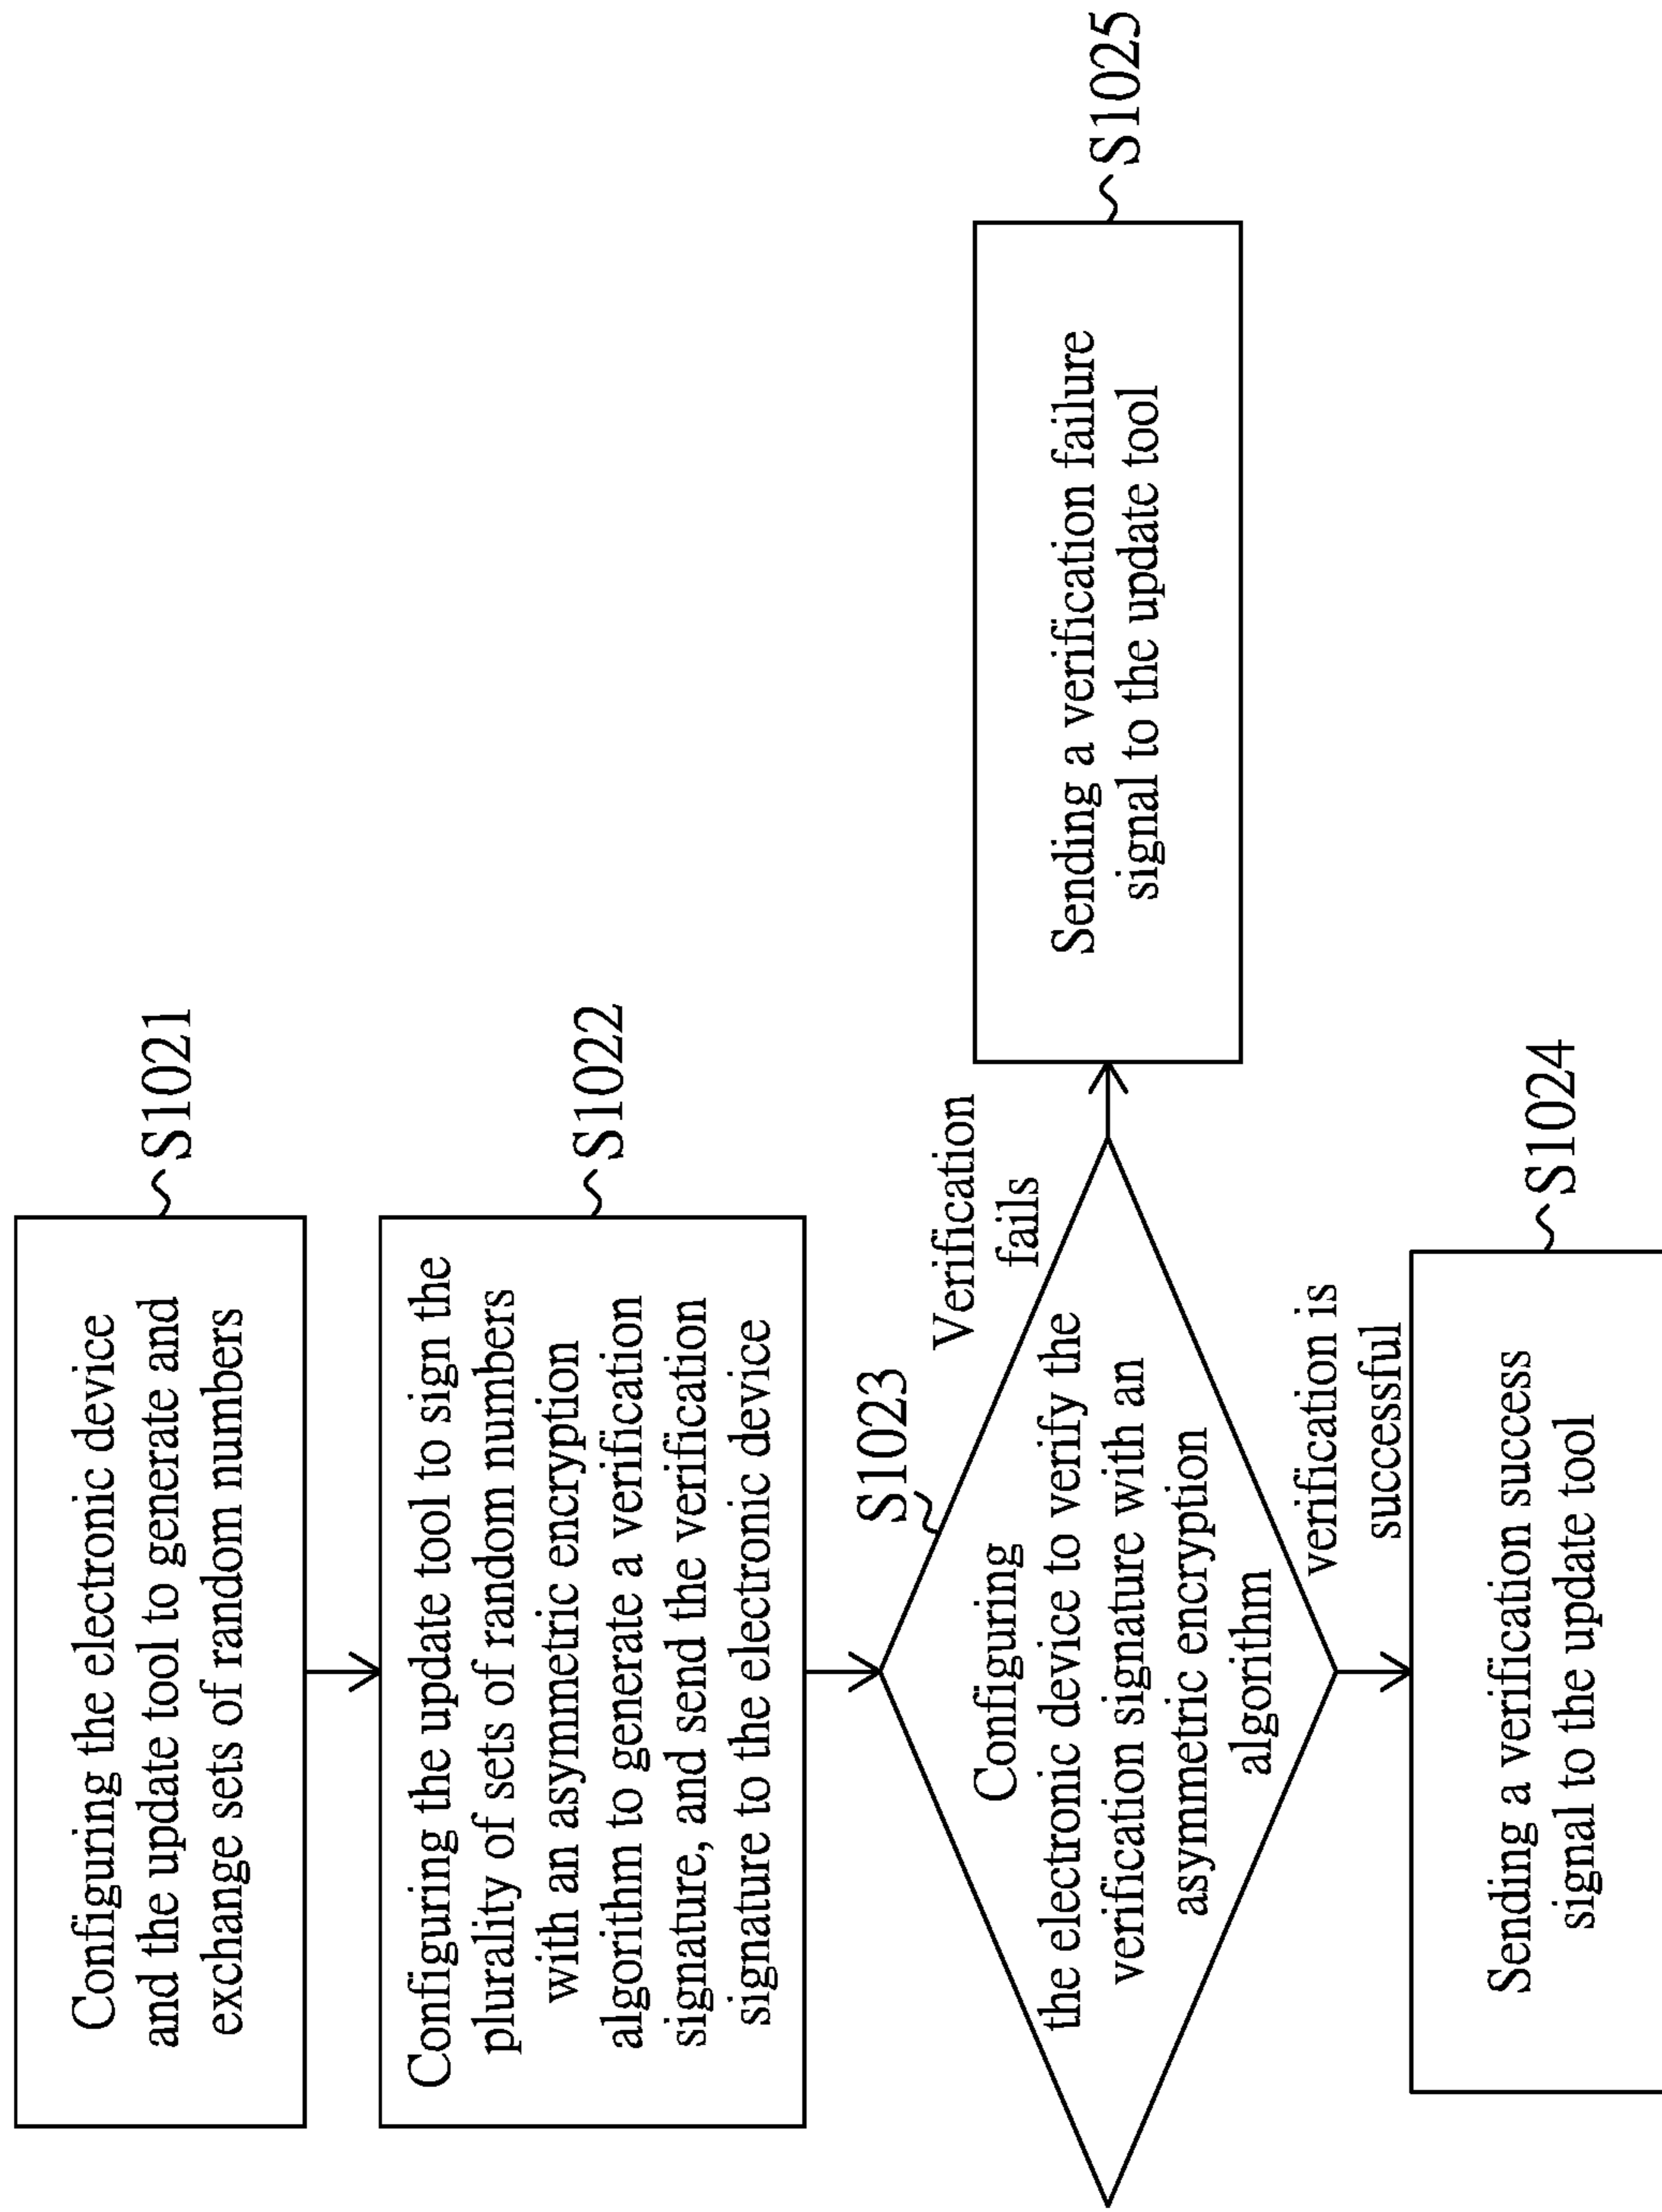 Configuring the electronic device
and the update tool to generate and
exchange sets of random numbers
S1021
Configuring the update tool to sign the
plurality of sets of random numbers
with an asymmetric encryption
algorithm to generate a verification
signature, and send the verification
signature to the electronic device
S1022
S1023
Configuring
the electronic device to verify the
verification signature with an
asymmetric encryption
algorithm
Verification
fails
Sending a verification failure
signal to the update tool
S1025
verification is
successful
Sending a verification success
signal to the update tool
S1024